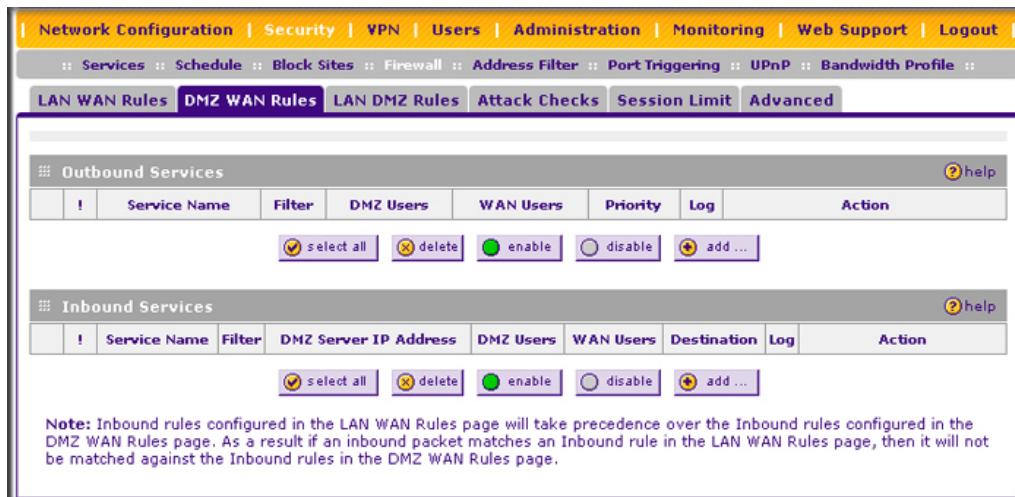 | Network Configuration | Security | VPN | Users | Administration | Monitoring | Web Support | Logout |
:: Services :: Schedule :: Block Sites :: Firewall :: Address Filter :: Port Triggering :: UPnP :: Bandwidth Profile ::
LAN WAN Rules DMZ WAN Rules LAN DMZ Rules Attack Checks Session Limit Advanced
Outbound Services ? help
! Service Name Filter DMZ Users WAN Users Priority Log Action
select all delete enable disable add ...
Inbound Services ? help
! Service Name Filter DMZ Server IP Address DMZ Users WAN Users Destination Log Action
select all delete enable disable add ...
Note: Inbound rules configured in the LAN WAN Rules page will take precedence over the Inbound rules configured in the
DMZ WAN Rules page. As a result if an inbound packet matches an Inbound rule in the LAN WAN Rules page, then it will not
be matched against the Inbound rules in the DMZ WAN Rules page.